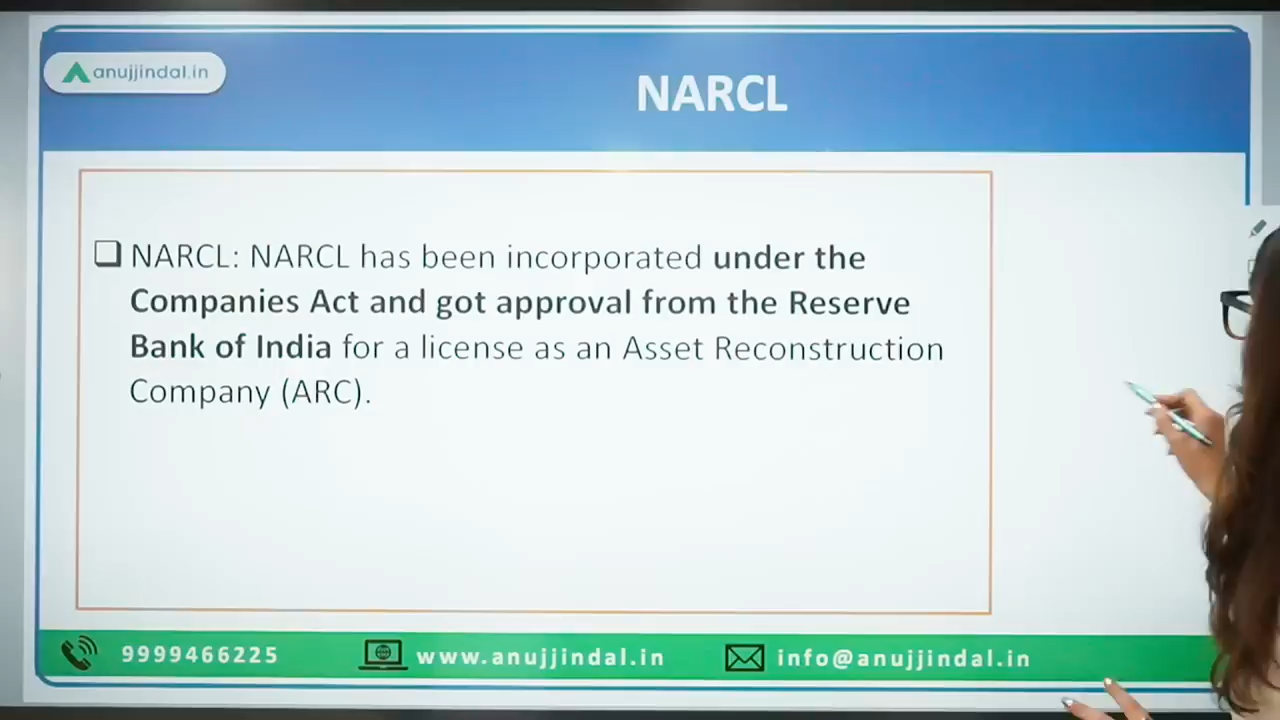 anujjindal.in
NARCL
NARCL: NARCL has been incorporated under the
Companies Act and got approval from the Reserve
Bank of India for a license as an Asset Reconstruction
Company (ARC).
9999466225
www.anujjindal.in
info@anujjindal.in